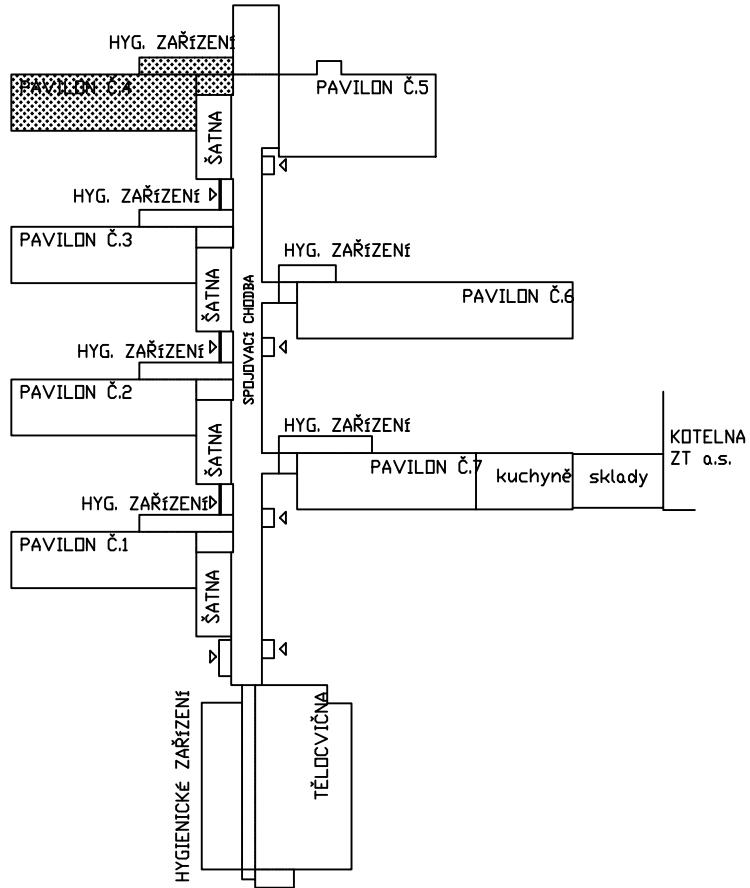 HYG. ZAŘíZENí
PAVILON Č.4
PAVILON Č.5
ŠATNA
HYG. ZAŘíZENí
PAVILON Č.3
HYG. ZAŘíZENí
ŠATNA
SPOJOVACí CHODBA
PAVILON Č.6
HYG. ZAŘíZENí
PAVILON Č.2
HYG. ZAŘíZENí
ŠATNA
KOTELNA
ZT a.s.
PAVILON Č.7
kuchyně
sklady
HYG. ZAŘíZENí
PAVILON Č.1
ŠATNA
HYGIENICKÉ ZAŘíZENí
TĚLOCVIČNA